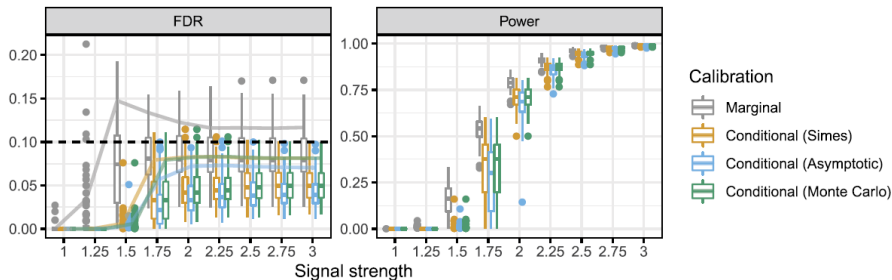 FDR
Power
0.20
0.15
0.10
0.05
0.00
1.00
0.75
0.50
0.25
0.00
1 1.25 1.5 1.75 2 2.25 2.5 2.75 3
1 1.25 1.5 1.75 2 2.25 2.5 2.75 3
Signal strength
Calibration
Marginal
Conditional (Simes)
Conditional (Asymptotic)
Conditional (Monte Carlo)